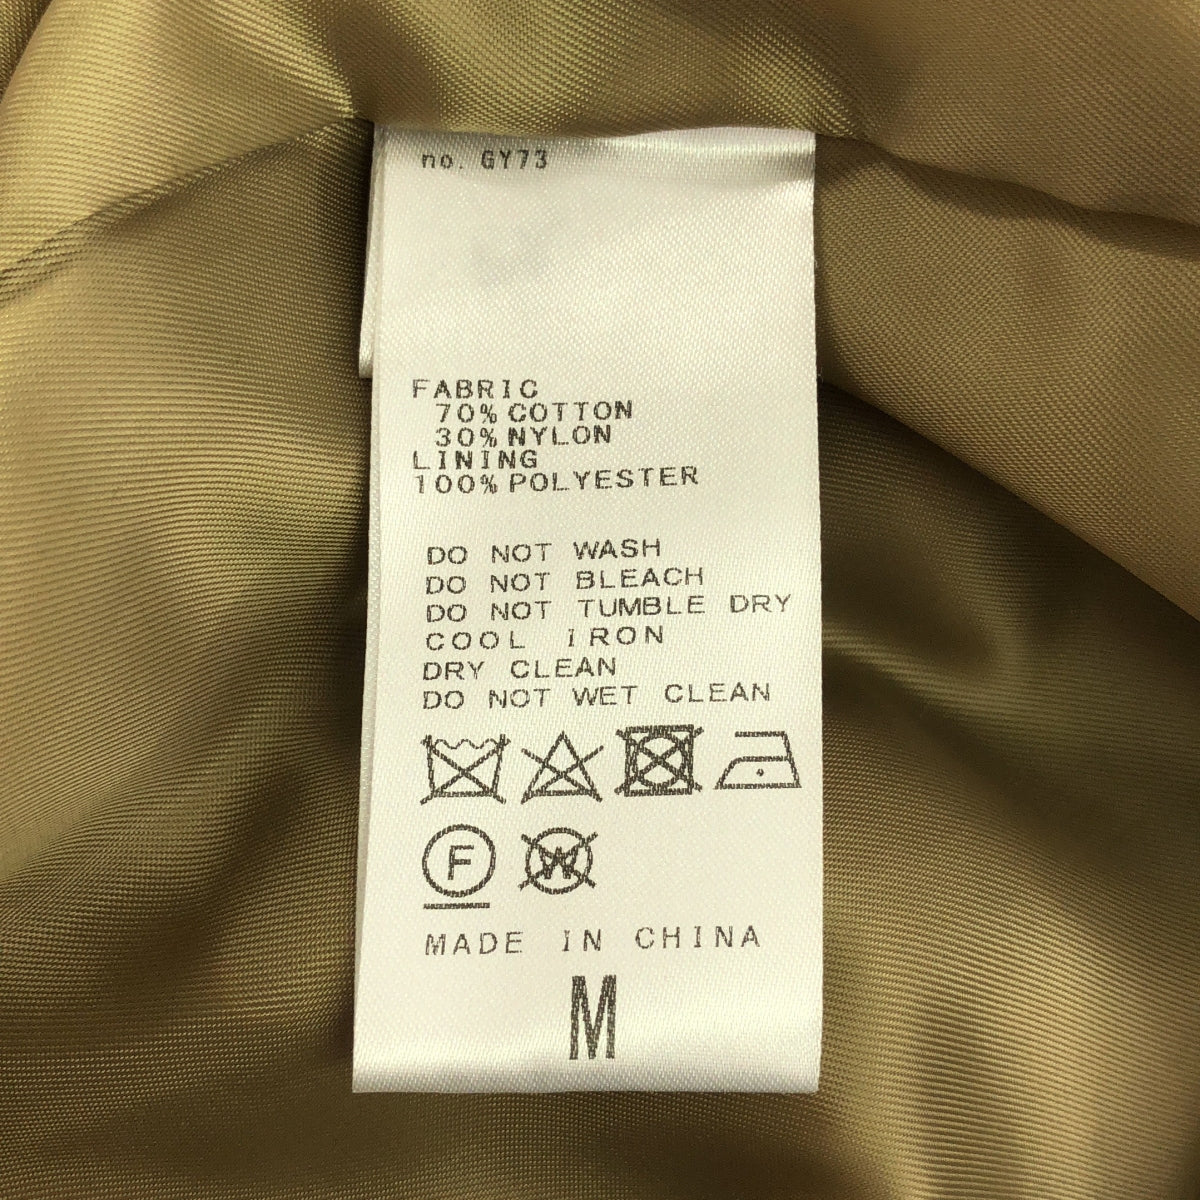 no. GY73
FABRIC
70% COTTON
30% NYLON
LINING
100% POLYESTER
DO NOT WASH
DO NOT BLEACH
DO NOT TUMBLE DRY
COOL IRON
DRY CLEAN
DO NOT WET CLEAN
F W
MADE IN CHINA
M